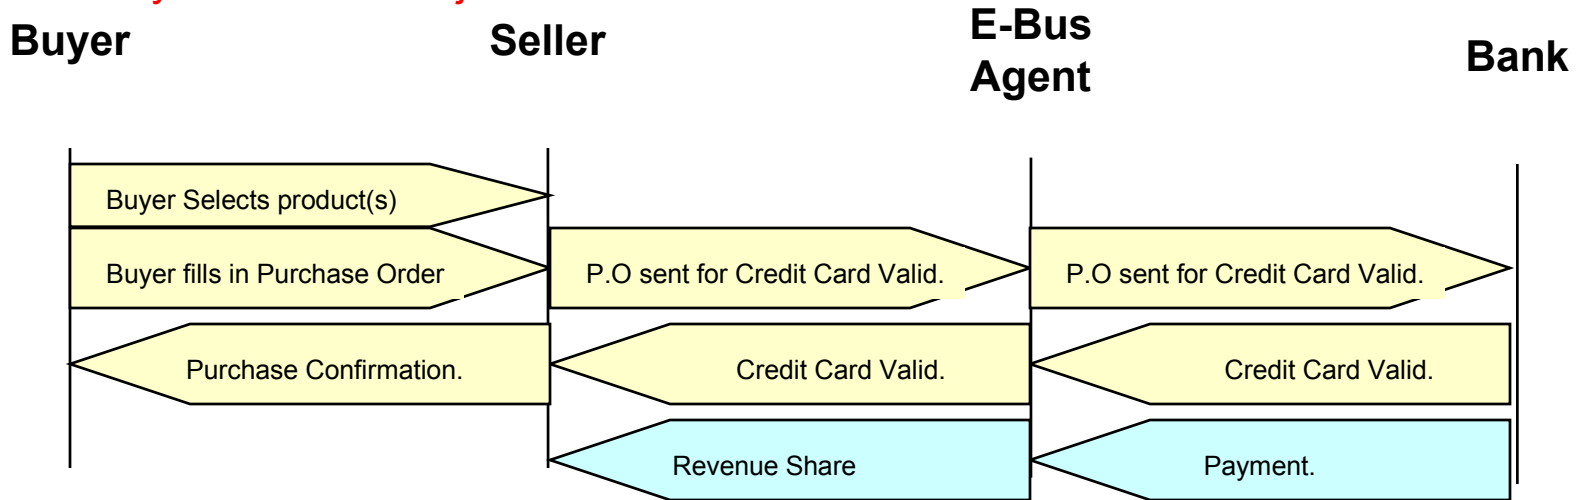 Buyer
Seller
E-Bus
Agent
Bank
Buyer Selects product(s)
Buyer fills in Purchase Order
P.O sent for Credit Card Valid.
P.O sent for Credit Card Valid.
Purchase Confirmation.
Credit Card Valid.
Credit Card Valid.
Revenue Share
Payment.